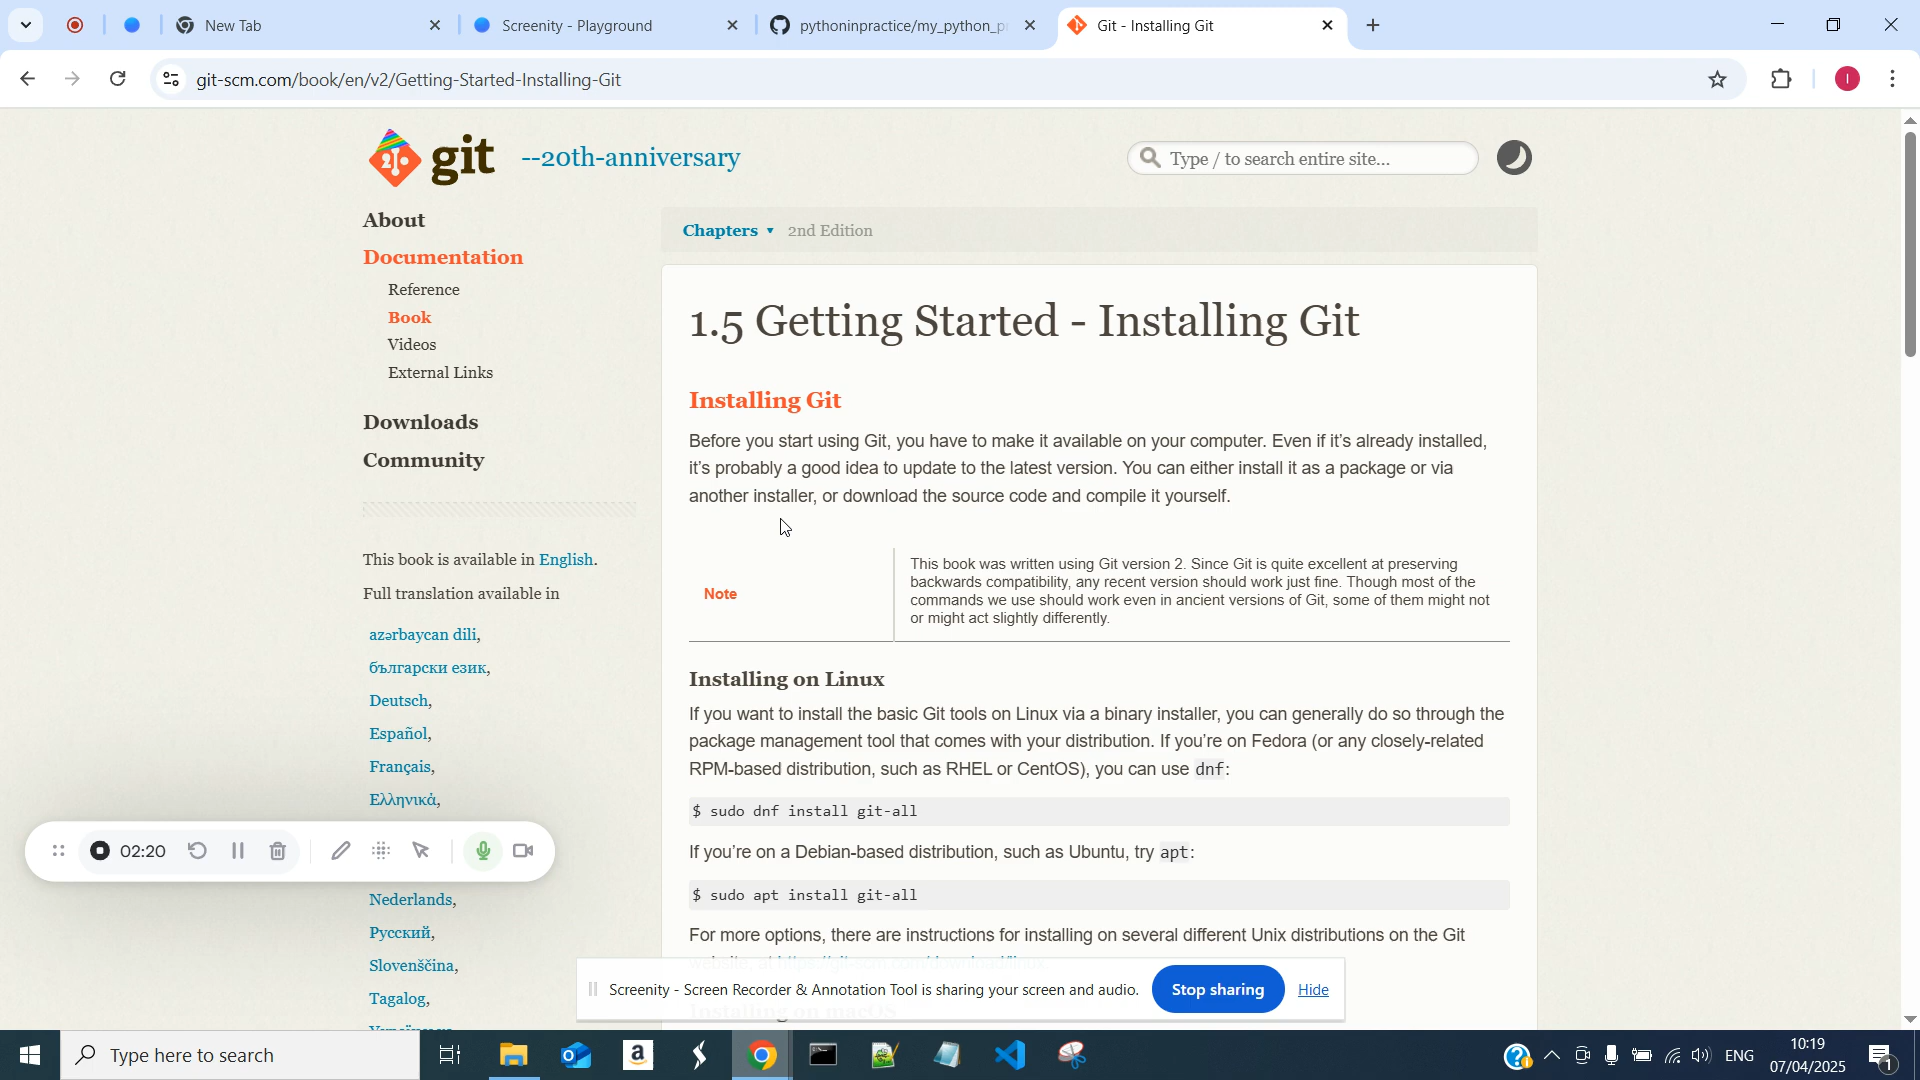 New Tab
Screenity - Playground
pythoninpractice/my_python_p
Git - Installing Git
git-scm.com/book/en/v2/Getting-Started-Installing-Git
I
git --20th-anniversary
Type / to search entire site...
About
Documentation
Reference
Book
Videos
External Links
Downloads
Community
This book is available in English.
Full translation available in
azərbaycan dili,
български език,
Deutsch,
Español,
Français,
Ελληνικά,
Nederlands,
Русский,
Slovenščina,
Tagalog,
Chapters ▾ 2nd Edition
1.5 Getting Started - Installing Git
Installing Git
Before you start using Git, you have to make it available on your computer. Even if it’s already installed,
it’s probably a good idea to update to the latest version. You can either install it as a package or via
another installer, or download the source code and compile it yourself.
Note
This book was written using Git version 2. Since Git is quite excellent at preserving
backwards compatibility, any recent version should work just fine. Though most of the
commands we use should work even in ancient versions of Git, some of them might not
or might act slightly differently.
Installing on Linux
If you want to install the basic Git tools on Linux via a binary installer, you can generally do so through the
package management tool that comes with your distribution. If you’re on Fedora (or any closely-related
RPM-based distribution, such as RHEL or CentOS), you can use dnf:
$ sudo dnf install git-all
If you’re on a Debian-based distribution, such as Ubuntu, try apt:
$ sudo apt install git-all
For more options, there are instructions for installing on several different Unix distributions on the Git
website, at https://git-scm.com/download/linux.
Installing on macOS
02:20
Screenity - Screen Recorder & Annotation Tool is sharing your screen and audio.
Stop sharing
Hide
Type here to search
ENG
10:19
07/04/2025
1